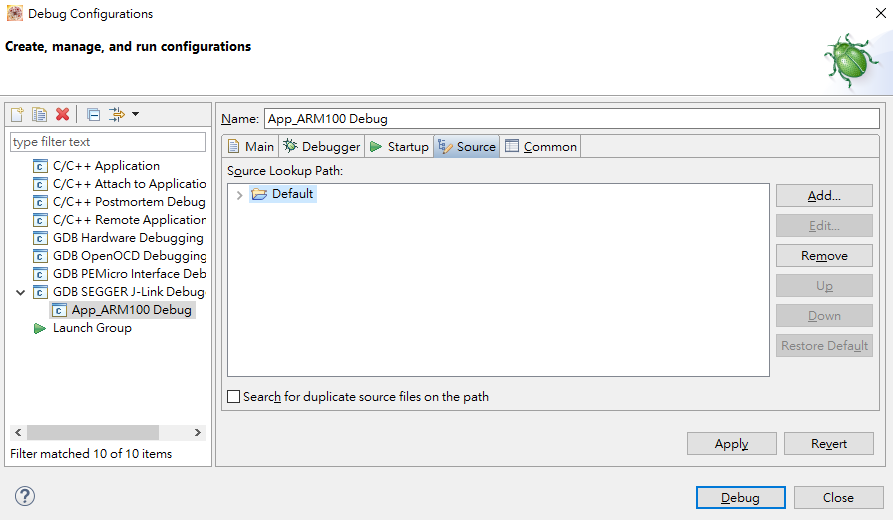 Debug Configurations
Create, manage, and run configurations
type filter text
C/C++ Application
C/C++ Attach to Applicatio
C/C++ Postmortem Debug
C/C++ Remote Application
GDB Hardware Debugging
GDB OpenOCD Debugging
GDB PEMicro Interface Deb
GDB SEGGER J-Link Debug
App_ARM100 Debug
Launch Group
Filter matched 10 of 10 items
Name: App_ARM100 Debug
Main Debugger Startup Source Common
Source Lookup Path:
Default
Add...
Edit...
Remove
Up
Down
Restore Default
Search for duplicate source files on the path
Apply Revert
? Debug Close